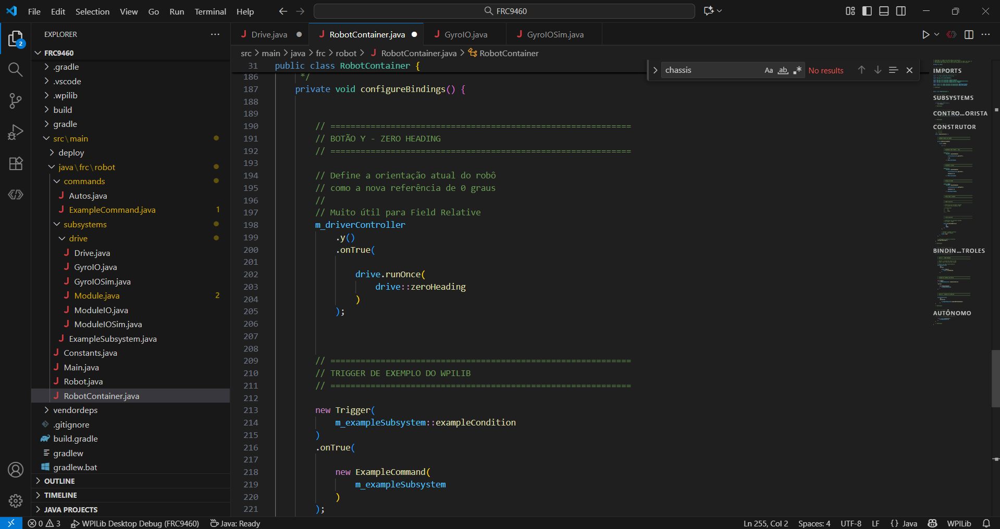 File Edit Selection View Go Run Terminal Help
FRC9460
EXPLORER
FRC9460
.gradle
.vscode
.wpilib
build
gradle
src\main
deploy
java\frc\robot
commands
Autos.java
ExampleCommand.java 1
subsystems
drive
Drive.java
GyroIO.java
GyroIOSim.java
Module.java 2
ModuleIO.java
ModuleIOSim.java
ExampleSubsystem.java
Constants.java
Main.java
Robot.java
RobotContainer.java
vendordeps
.gitignore
build.gradle
gradlew
gradlew.bat
OUTLINE
TIMELINE
JAVA PROJECTS
2
Drive.java RobotContainer.java GyroIO.java GyroIOSim.java
src > main > java > frc > robot > RobotContainer.java > RobotContainer
chassis Aa ab .* No results
31 public class RobotContainer {
186 */
187 private void configureBindings() {
188
189
190 // ============================================================
191 // BOTÃO Y - ZERO HEADING
192 // ============================================================
193
194 // Define a orientação atual do robô
195 // como a nova referência de 0 graus
196 //
197 // Muito útil para Field Relative
198 m_driverController
199 .y()
200 .onTrue(
201
202 drive.runOnce(
203 drive::zeroHeading
204 )
205 );
206
207
208
209 // ============================================================
210 // TRIGGER DE EXEMPLO DO WPILIB
211 // ============================================================
212
213 new Trigger(
214 m_exampleSubsystem::exampleCondition
215 )
216 .onTrue(
217
218 new ExampleCommand(
219 m_exampleSubsystem
220 )
221 );
IMPORTS
SUBSYSTEMS
CONTRO...ORISTA
CONSTRUTOR
BINDIN...TROLES
AUTÔNOMO
0 3 WPILib Desktop Debug (FRC9460) Java: Ready
Ln 255, Col 2 Spaces: 4 UTF-8 LF {} Java WPILib